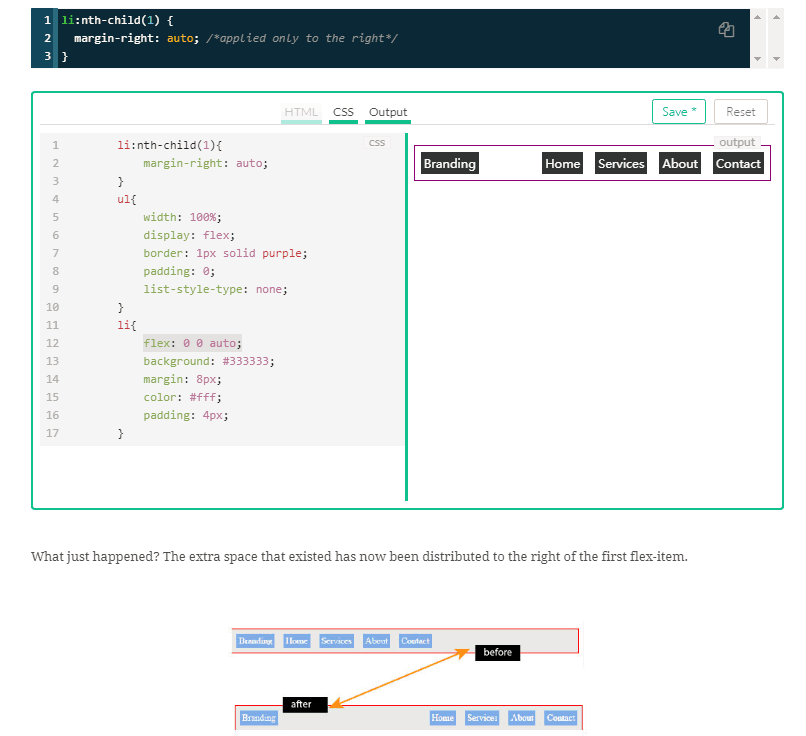 1 li:nth-child(1) {
2 margin-right: auto; /*applied only to the right*/
3 }
HTML CSS Output Save * Reset
CSS
1 li:nth-child(1){
2 margin-right: auto;
3 }
4 ul{
5 width: 100%;
6 display: flex;
7 border: 1px solid purple;
8 padding: 0;
9 list-style-type: none;
10 }
11 li{
12 flex: 0 0 auto;
13 background: #333333;
14 margin: 8px;
15 color: #fff;
16 padding: 4px;
17 }
output
Branding Home Services About Contact
What just happened? The extra space that existed has now been distributed to the right of the first flex-item.
Branding Home Services About Contact
before
after
Branding Home Services About Contact